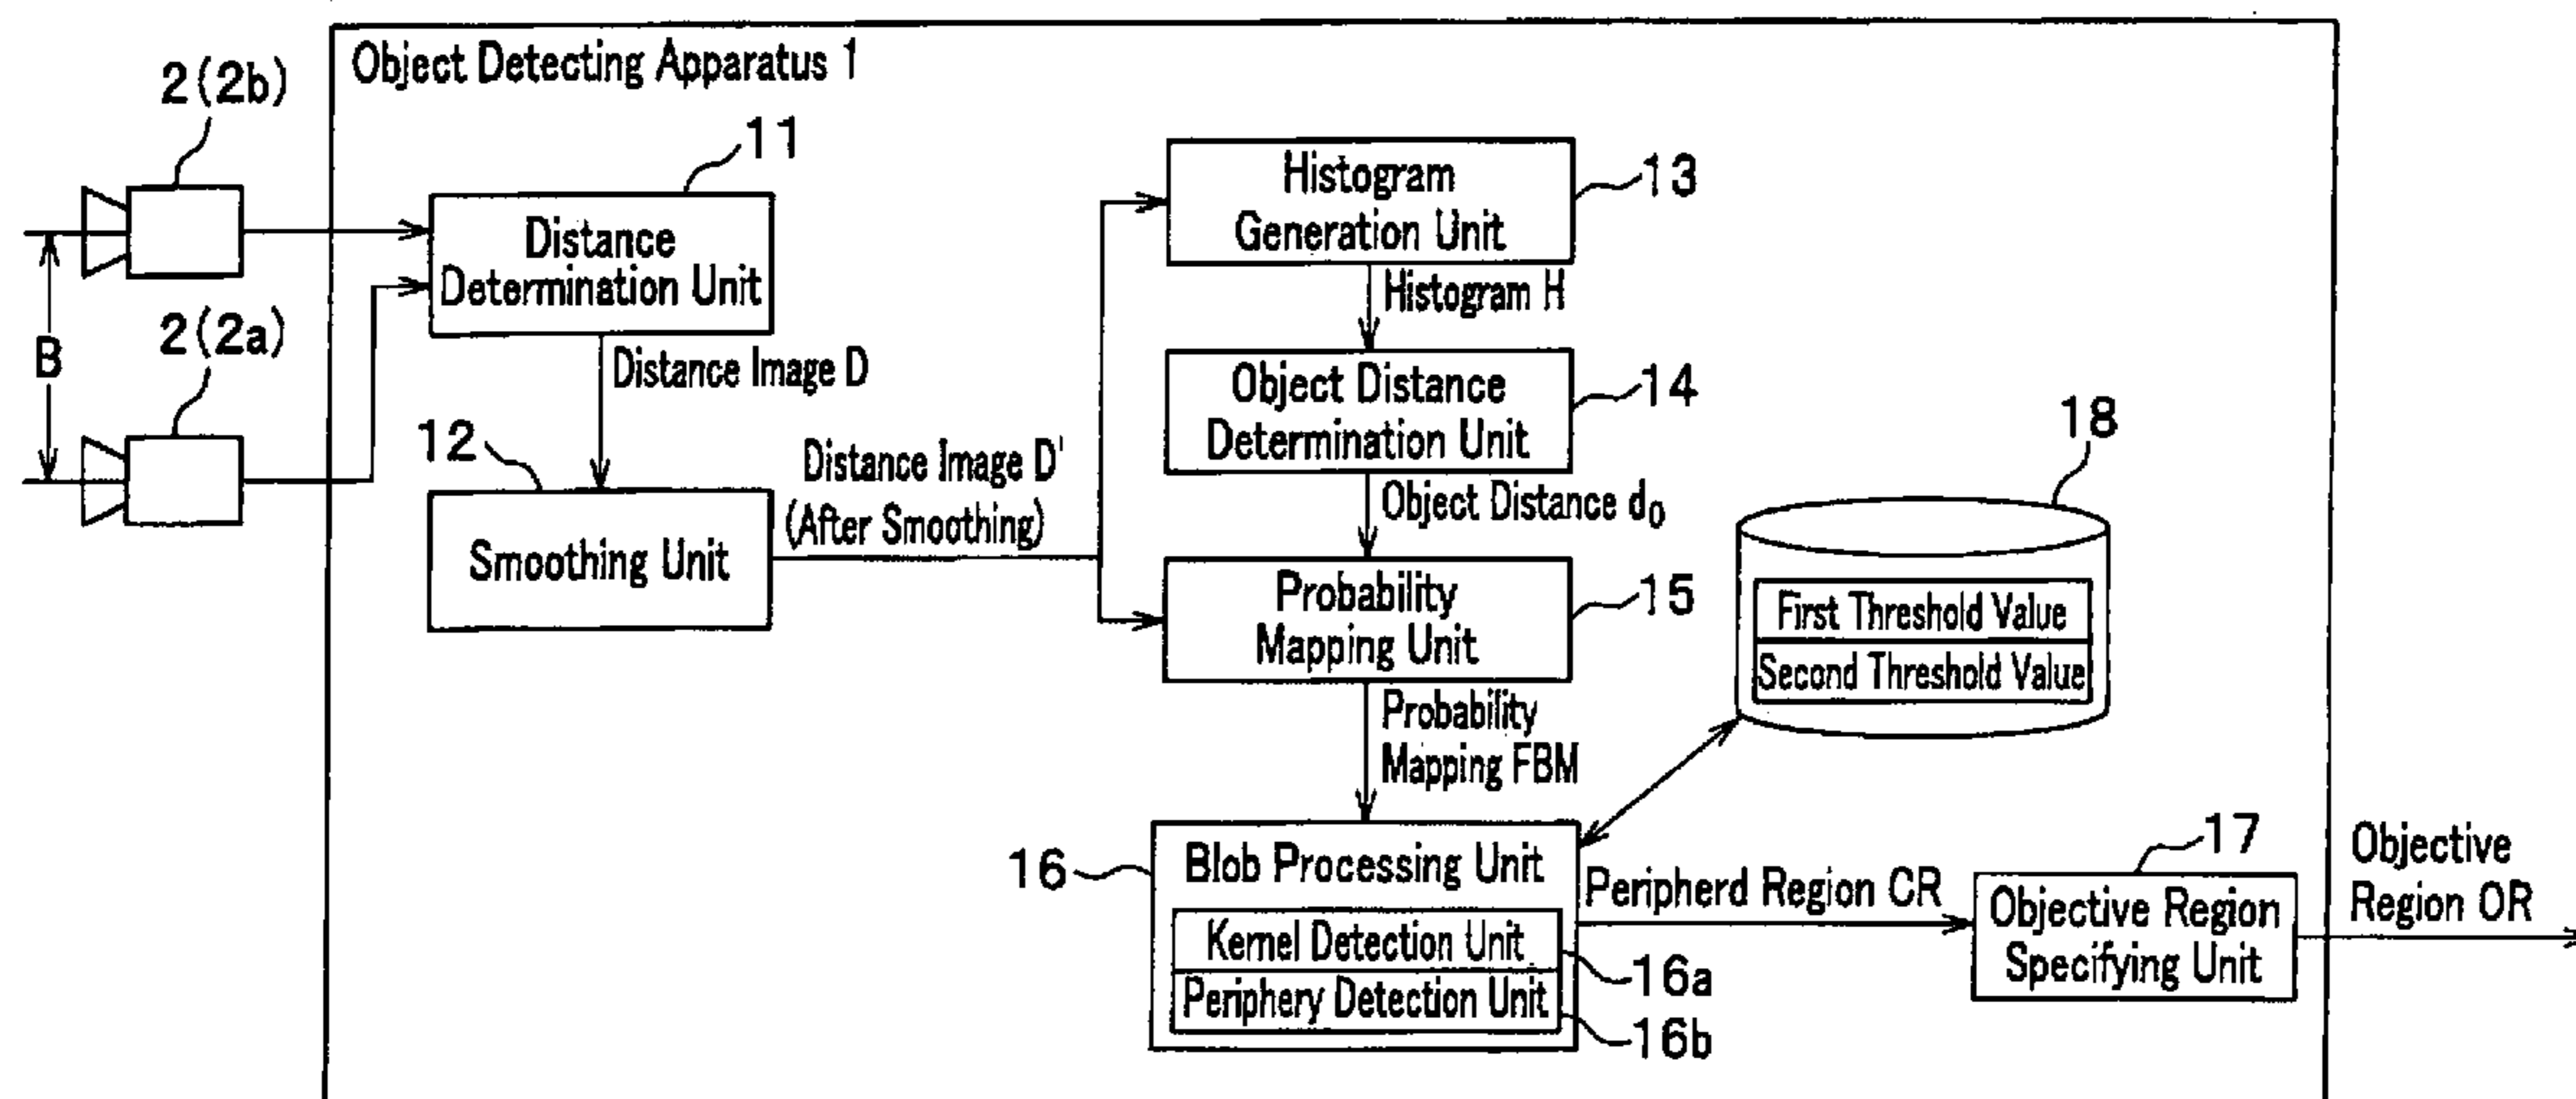 Object Detecting Apparatus 1
2(2b)
2(2a)
B
11
Distance
Determination Unit
Distance Image D
12
Smoothing Unit
Distance Image D'
(After Smoothing)
Histogram
Generation Unit
13
Histogram H
Object Distance
Determination Unit
14
Object Distance d₀
Probability
Mapping Unit
15
Probability
Mapping FBM
18
First Threshold Value
Second Threshold Value
16
Blob Processing Unit
Kernel Detection Unit
16a
Periphery Detection Unit
16b
Peripherd Region CR
17
Objective Region
Specifying Unit
Objective
Region OR